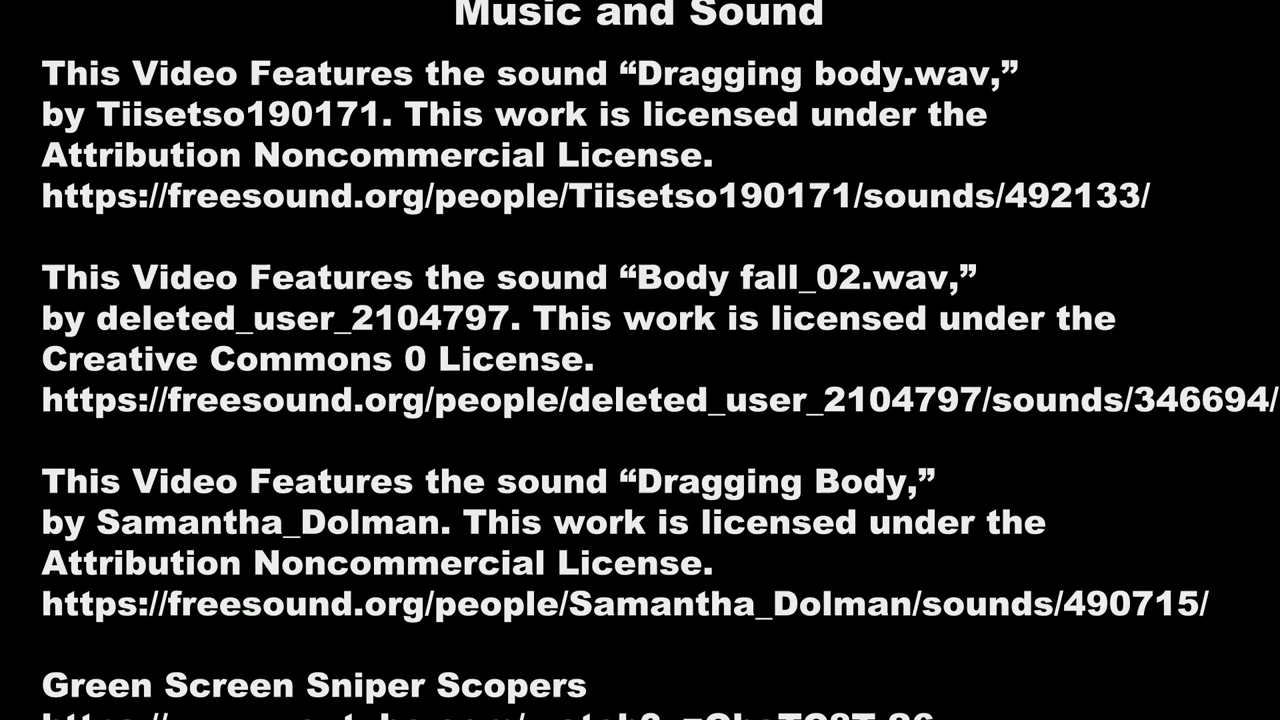 Music and Sound
This Video Features the sound “Dragging body.wav,”
by Tiisetso190171. This work is licensed under the
Attribution Noncommercial License.
https://freesound.org/people/Tiisetso190171/sounds/492133/
This Video Features the sound “Body fall_02.wav,”
by deleted_user_2104797. This work is licensed under the
Creative Commons 0 License.
https://freesound.org/people/deleted_user_2104797/sounds/346694/
This Video Features the sound “Dragging Body,”
by Samantha_Dolman. This work is licensed under the
Attribution Noncommercial License.
https://freesound.org/people/Samantha_Dolman/sounds/490715/
Green Screen Sniper Scopers